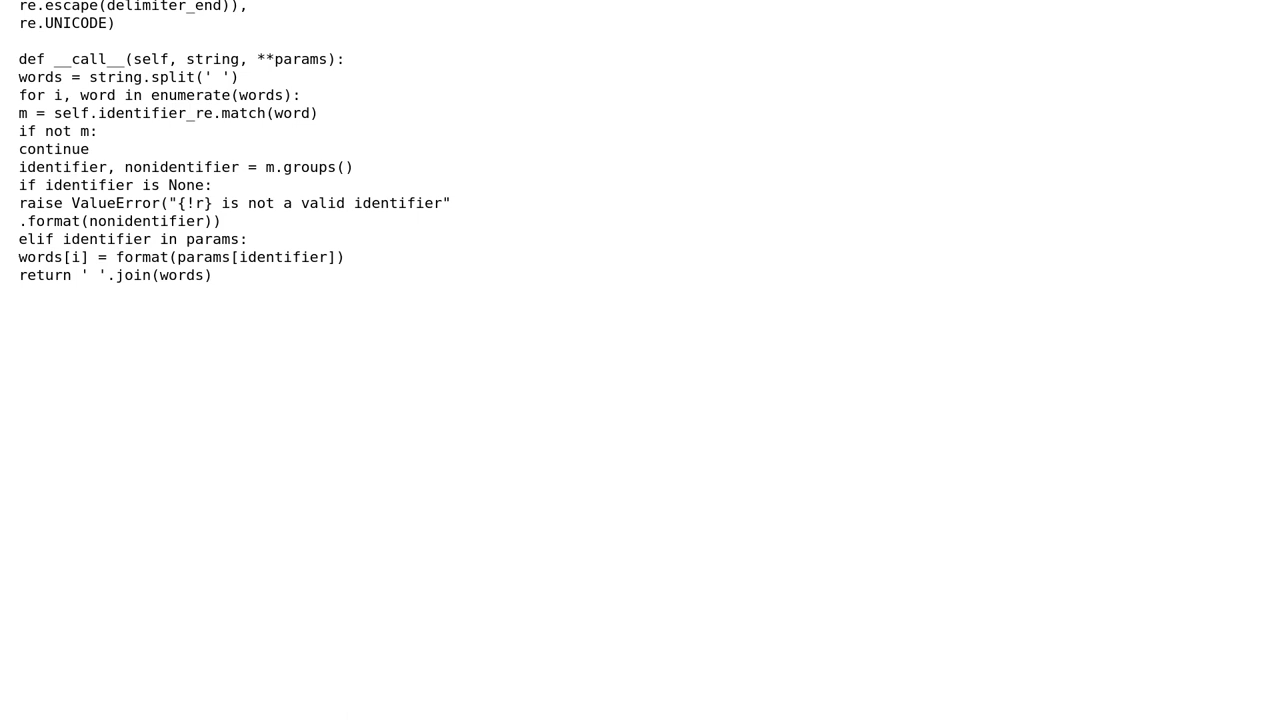 re.escape(delimiter_end)),
re.UNICODE)

def __call__(self, string, **params):
words = string.split(' ')
for i, word in enumerate(words):
m = self.identifier_re.match(word)
if not m:
continue
identifier, nonidentifier = m.groups()
if identifier is None:
raise ValueError("{!r} is not a valid identifier"
.format(nonidentifier))
elif identifier in params:
words[i] = format(params[identifier])
return ' '.join(words)